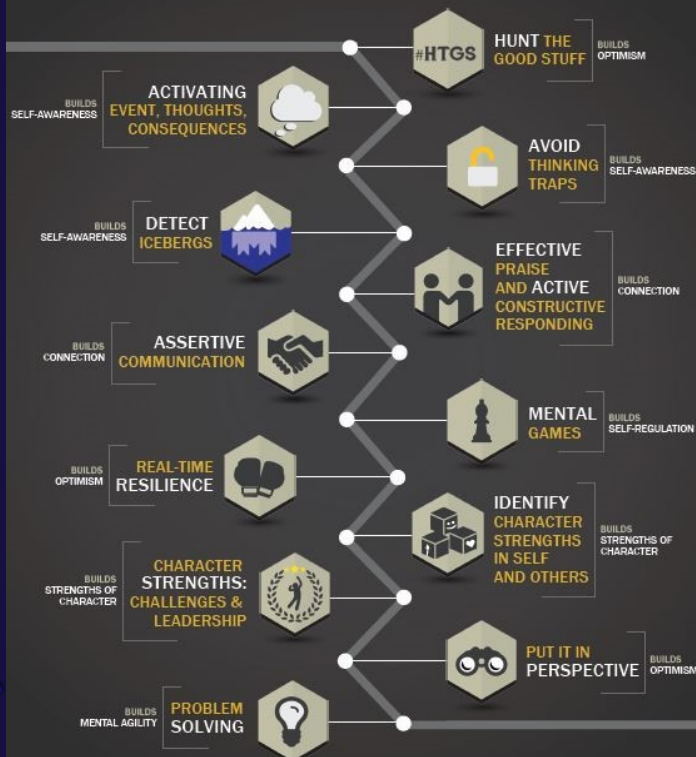 #HTGS
HUNT THE
GOOD STUFF
BUILDS
OPTIMISM
BUILDS
SELF-AWARENESS
ACTIVATING
EVENT, THOUGHTS,
CONSEQUENCES
AVOID
THINKING
TRAPS
BUILDS
SELF-AWARENESS
BUILDS
SELF-AWARENESS
DETECT
ICEBERGS
EFFECTIVE
PRAISE
AND ACTIVE
CONSTRUCTIVE
RESPONDING
BUILDS
CONNECTION
BUILDS
CONNECTION
ASSERTIVE
COMMUNICATION
MENTAL
GAMES
BUILDS
SELF-REGULATION
BUILDS
OPTIMISM
REAL-TIME
RESILIENCE
IDENTIFY
CHARACTER
STRENGTHS
IN SELF
AND OTHERS
BUILDS
STRENGTHS OF
CHARACTER
BUILDS
STRENGTHS OF
CHARACTER
CHARACTER
STRENGTHS:
CHALLENGES &
LEADERSHIP
PUT IT IN
PERSPECTIVE
BUILDS
OPTIMISM
BUILDS
MENTAL AGILITY
PROBLEM
SOLVING